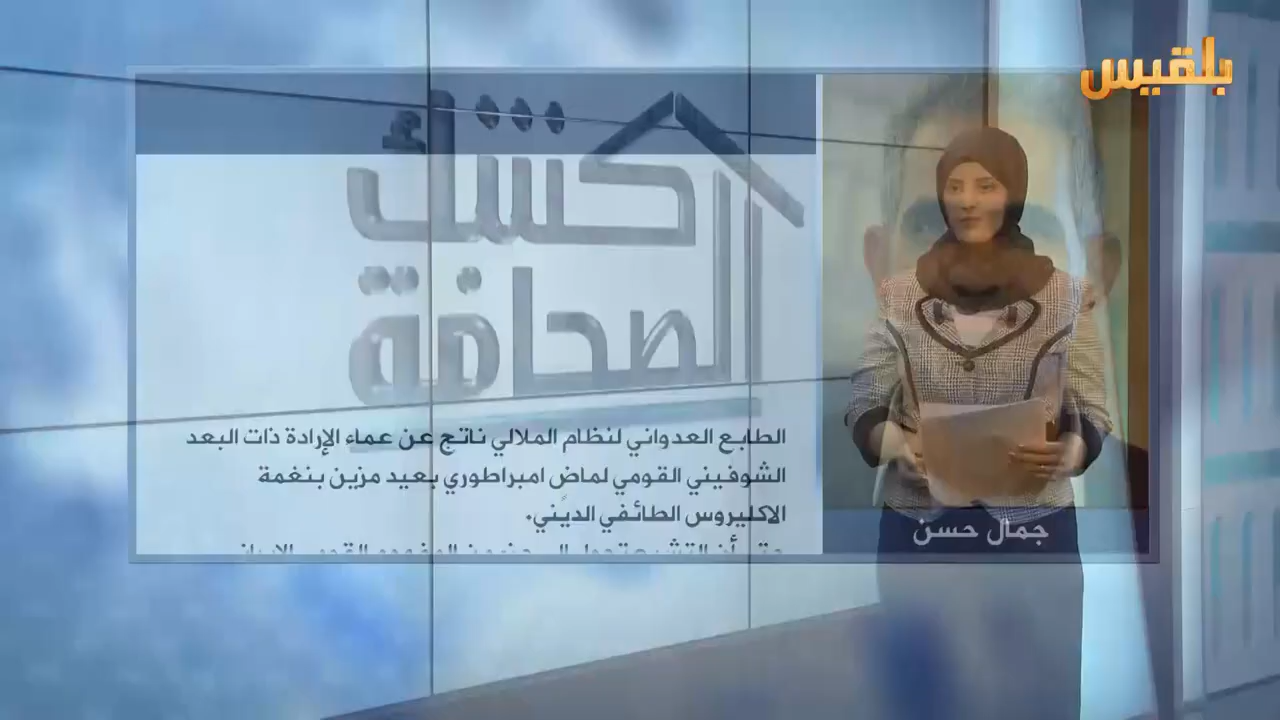 بلقيس
كشك
الصحافة
الطابع العدواني لنظام الملالي ناتج عن عماء الإرادة ذات البعد
الشوفيني القومي لماض امبراطوري بعيد مزين بنغمة
الاكليروس الطائفي الديني.
جمال حسن